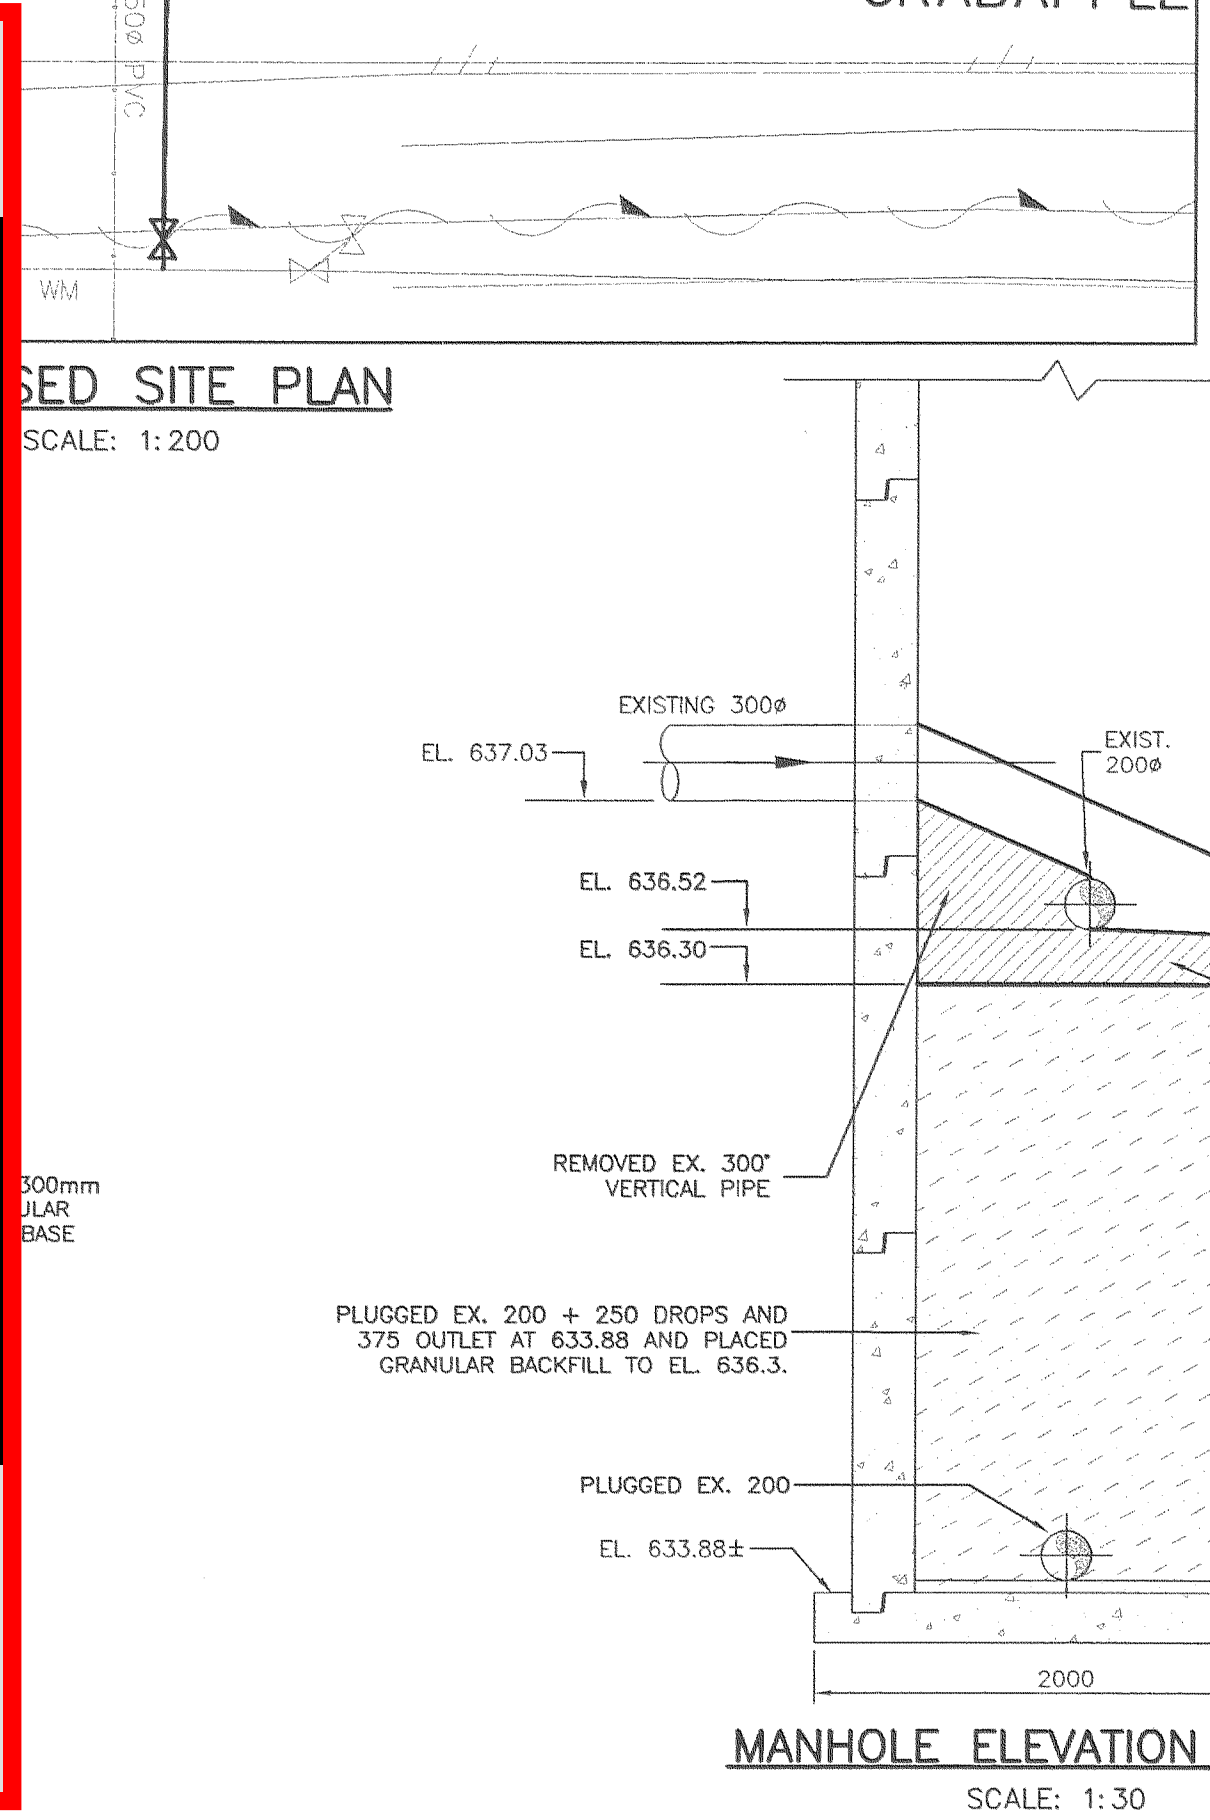 WM
SITE PLAN
SCALE: 1:200
EXISTING 300ø
EL. 637.03
EXIST.
200ø
EL. 636.52
EL. 636.30
REMOVED EX. 300"
VERTICAL PIPE
300mm
BASE
PLUGGED EX. 200 + 250 DROPS AND
375 OUTLET AT 633.88 AND PLACED
GRANULAR BACKFILL TO EL. 636.3.
PLUGGED EX. 200
EL. 633.88±
2000
MANHOLE ELEVATION
SCALE: 1:30